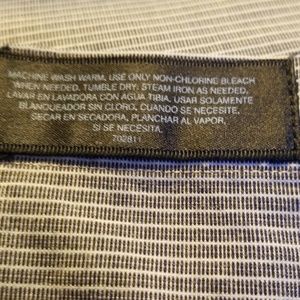 MACHINE WASH WARM, USE ONLY NON-CHLORINE BLEACH
WHEN NEEDED. TUMBLE DRY: STEAM IRON AS NEEDED.
LAVAR EN LAVADORA CON AGUA TIBIA. USAR SOLAMENTE
BLANQUEADOR SIN CLORO, CUANDO SE NECESITE.
SECAR EN SECADORA, PLANCHAR AL VAPOR,
SI SE NECESITA.
702811